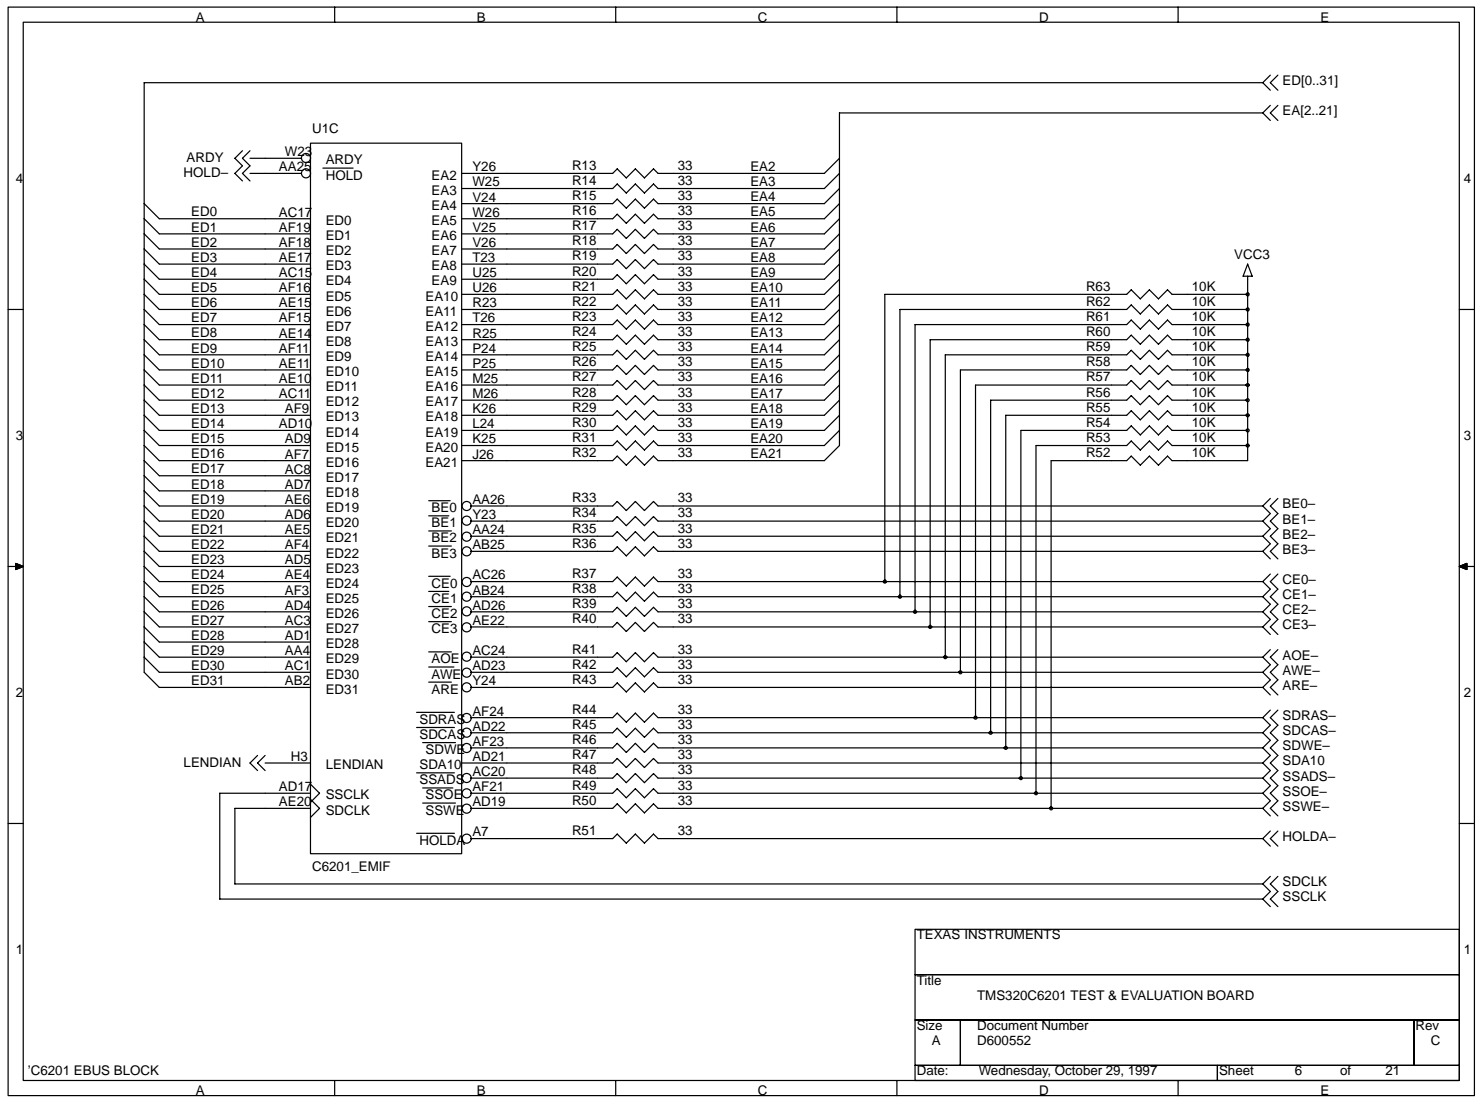 A B C D E
ED[0..31]
EA[2..21]
U1C
ARDY W23 ARDY
HOLD– AA25 HOLD
4 4
EA2 Y26 R13 33 EA2
EA3 W25 R14 33 EA3
EA4 V24 R15 33 EA4
EA5 W26 R16 33 EA5
EA6 V25 R17 33 EA6
EA7 V26 R18 33 EA7
EA8 T23 R19 33 EA8
EA9 U25 R20 33 EA9
EA10 U26 R21 33 EA10
EA11 R23 R22 33 EA11
EA12 T26 R23 33 EA12
EA13 R25 R24 33 EA13
EA14 P24 R25 33 EA14
EA15 P25 R26 33 EA15
EA16 M25 R27 33 EA16
EA17 M26 R28 33 EA17
EA18 K26 R29 33 EA18
EA19 L24 R30 33 EA19
EA20 K25 R31 33 EA20
EA21 J26 R32 33 EA21
ED0 AC17 ED0
ED1 AF19 ED1
ED2 AF18 ED2
ED3 AE17 ED3
ED4 AC15 ED4
ED5 AF16 ED5
ED6 AE15 ED6
ED7 AF15 ED7
ED8 AE14 ED8
ED9 AF11 ED9
ED10 AE11 ED10
ED11 AE10 ED11
ED12 AC11 ED12
ED13 AF9 ED13
ED14 AD10 ED14
ED15 AD9 ED15
ED16 AF7 ED16
ED17 AC8 ED17
ED18 AD7 ED18
ED19 AE6 ED19
ED20 AD6 ED20
ED21 AE5 ED21
ED22 AF4 ED22
ED23 AD5 ED23
ED24 AE4 ED24
ED25 AF3 ED25
ED26 AD4 ED26
ED27 AC3 ED27
ED28 AD1 ED28
ED29 AA4 ED29
ED30 AC1 ED30
ED31 AB2 ED31
VCC3
R63 10K
R62 10K
R61 10K
R60 10K
R59 10K
R58 10K
R57 10K
R56 10K
R55 10K
R54 10K
R53 10K
R52 10K
3 3
BE0 AA26 R33 33 BE0–
BE1 Y23 R34 33 BE1–
BE2 AA24 R35 33 BE2–
BE3 AB25 R36 33 BE3–
CE0 AC26 R37 33 CE0–
CE1 AB24 R38 33 CE1–
CE2 AD26 R39 33 CE2–
CE3 AE22 R40 33 CE3–
AOE AC24 R41 33 AOE–
AWE AD23 R42 33 AWE–
ARE Y24 R43 33 ARE–
2 2
SDRAS AF24 R44 33 SDRAS–
SDCAS AD22 R45 33 SDCAS–
SDWE AF23 R46 33 SDWE–
SDA10 AD21 R47 33 SDA10
SSADS AC20 R48 33 SSADS–
SSOE AF21 R49 33 SSOE–
SSWE AD19 R50 33 SSWE–
HOLDA A7 R51 33 HOLDA–
LENDIAN H3 LENDIAN
AD17 SSCLK
AE20 SDCLK
C6201_EMIF
SDCLK
SSCLK
1 1
TEXAS INSTRUMENTS
Title
TMS320C6201 TEST & EVALUATION BOARD
Size Document Number Rev
A D600552 C
Date: Wednesday, October 29, 1997 Sheet 6 of 21
'C6201 EBUS BLOCK
A B C D E